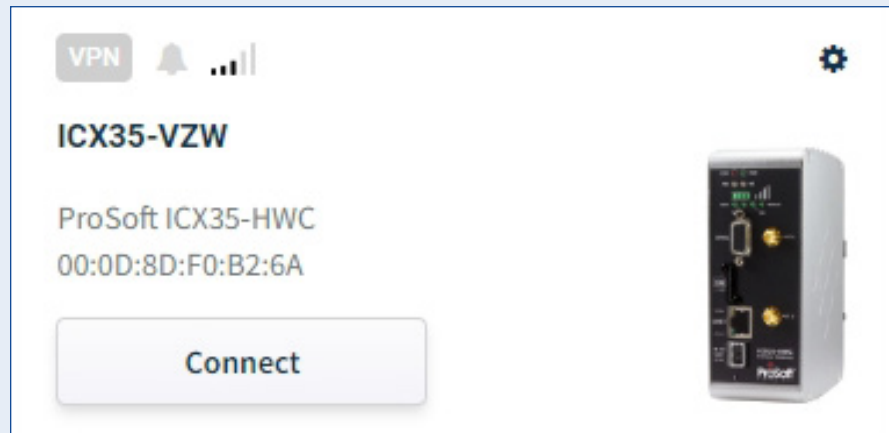 VPN
ICX35-VZW
ProSoft ICX35-HWC
00:0D:8D:F0:B2:6A
Connect
ProSoft